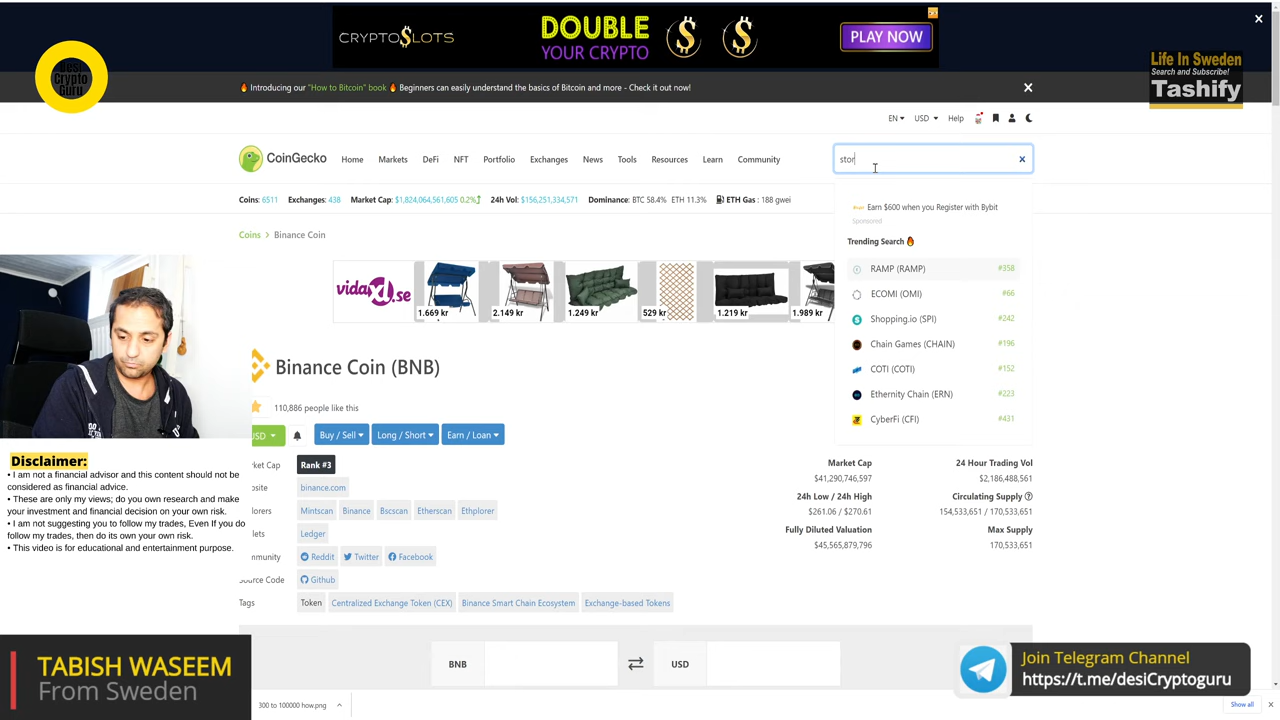 CRYPTO$LOTS
DOUBLE
YOUR CRYPTO
PLAY NOW
Desi
Crypto
Guru
Life In Sweden
Search and Subscribe!
Tashify
🔥 Introducing our "How to Bitcoin" book 🔥 Beginners can easily understand the basics of Bitcoin and more - Check it out now!
EN USD Help
CoinGecko Home Markets DeFi NFT Portfolio Exchanges News Tools Resources Learn Community
stor
Coins: 6511 Exchanges: 438 Market Cap: $1,824,064,561,605 0.2% 24h Vol: $156,251,334,571 Dominance: BTC 58.4% ETH 11.3% ETH Gas : 188 gwei
Earn $600 when you Register with Bybit
Sponsored
Trending Search 🔥
RAMP (RAMP) #358
ECOMI (OMI) #66
Shopping.io (SPI) #242
Chain Games (CHAIN) #196
COTI (COTI) #152
Ethernity Chain (ERN) #223
CyberFi (CFI) #431
Coins > Binance Coin
vidaXL.se
1.669 kr 2.149 kr 1.249 kr 529 kr 1.219 kr 1.989 kr
Binance Coin (BNB)
110,886 people like this
USD Buy / Sell Long / Short Earn / Loan
ket Cap Rank #3
bsite binance.com
lorers Mintscan Binance Bscscan Etherscan Ethplorer
llets Ledger
mmunity Reddit Twitter Facebook
Source Code Github
Tags Token Centralized Exchange Token (CEX) Binance Smart Chain Ecosystem Exchange-based Tokens
Market Cap 24 Hour Trading Vol
$41,290,746,597 $2,186,488,561
24h Low / 24h High Circulating Supply
$261.06 / $270.61 154,533,651 / 170,533,651
Fully Diluted Valuation Max Supply
$45,565,879,796 170,533,651
BNB USD
Disclaimer:
• I am not a financial advisor and this content should not be
considered as financial advice.
• These are only my views; do you own research and make
your investment and financial decision on your own risk.
• I am not suggesting you to follow my trades, Even If you do
follow my trades, then do its own your own risk.
• This video is for educational and entertainment purpose.
TABISH WASEEM
From Sweden
Join Telegram Channel
https://t.me/desiCryptoguru
300 to 100000 how.png
Show all